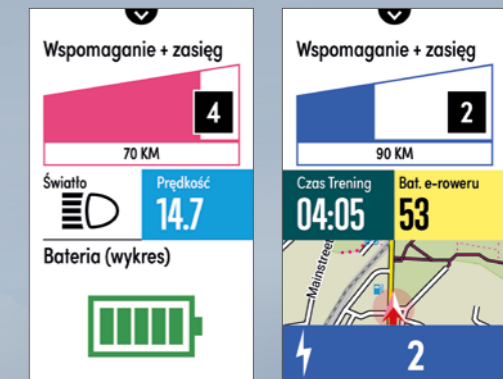 Wspomaganie + zasięg
4
70 KM
Światło
Prędkość
14.7
Bateria (wykres)
Wspomaganie + zasięg
2
90 KM
Czas Trening
Bat. e-roweru
04:05
53
Mainstreet
2